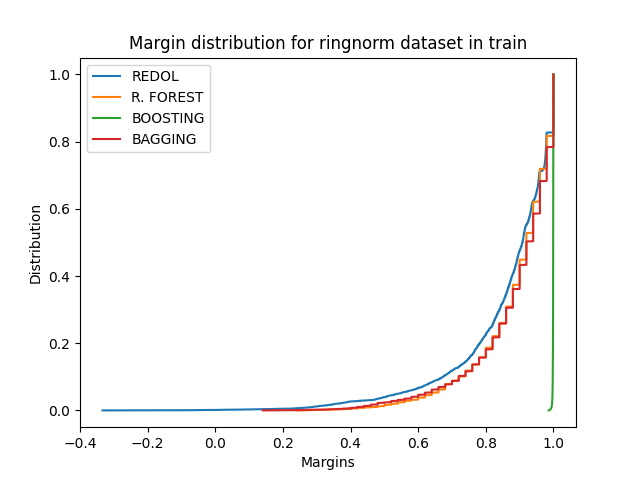 Margin distribution for ringnorm dataset in train
REDOL
R. FOREST
BOOSTING
BAGGING
1.0
0.8
0.6
0.4
0.2
0.0
Distribution
−0.4 −0.2 0.0 0.2 0.4 0.6 0.8 1.0
Margins